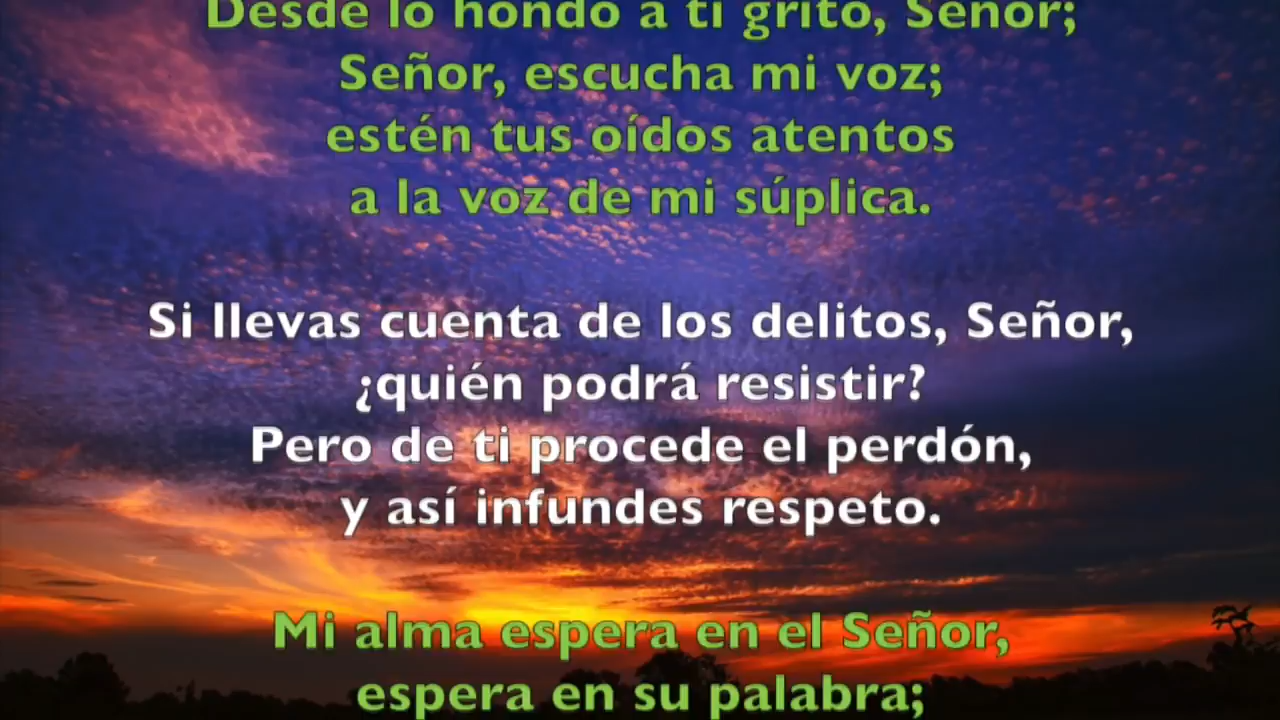 Desde lo hondo a ti grito, Señor;
Señor, escucha mi voz;
estén tus oídos atentos
a la voz de mi súplica.
Si llevas cuenta de los delitos, Señor,
¿quién podrá resistir?
Pero de ti procede el perdón,
y así infundes respeto.
Mi alma espera en el Señor,
espera en su palabra;